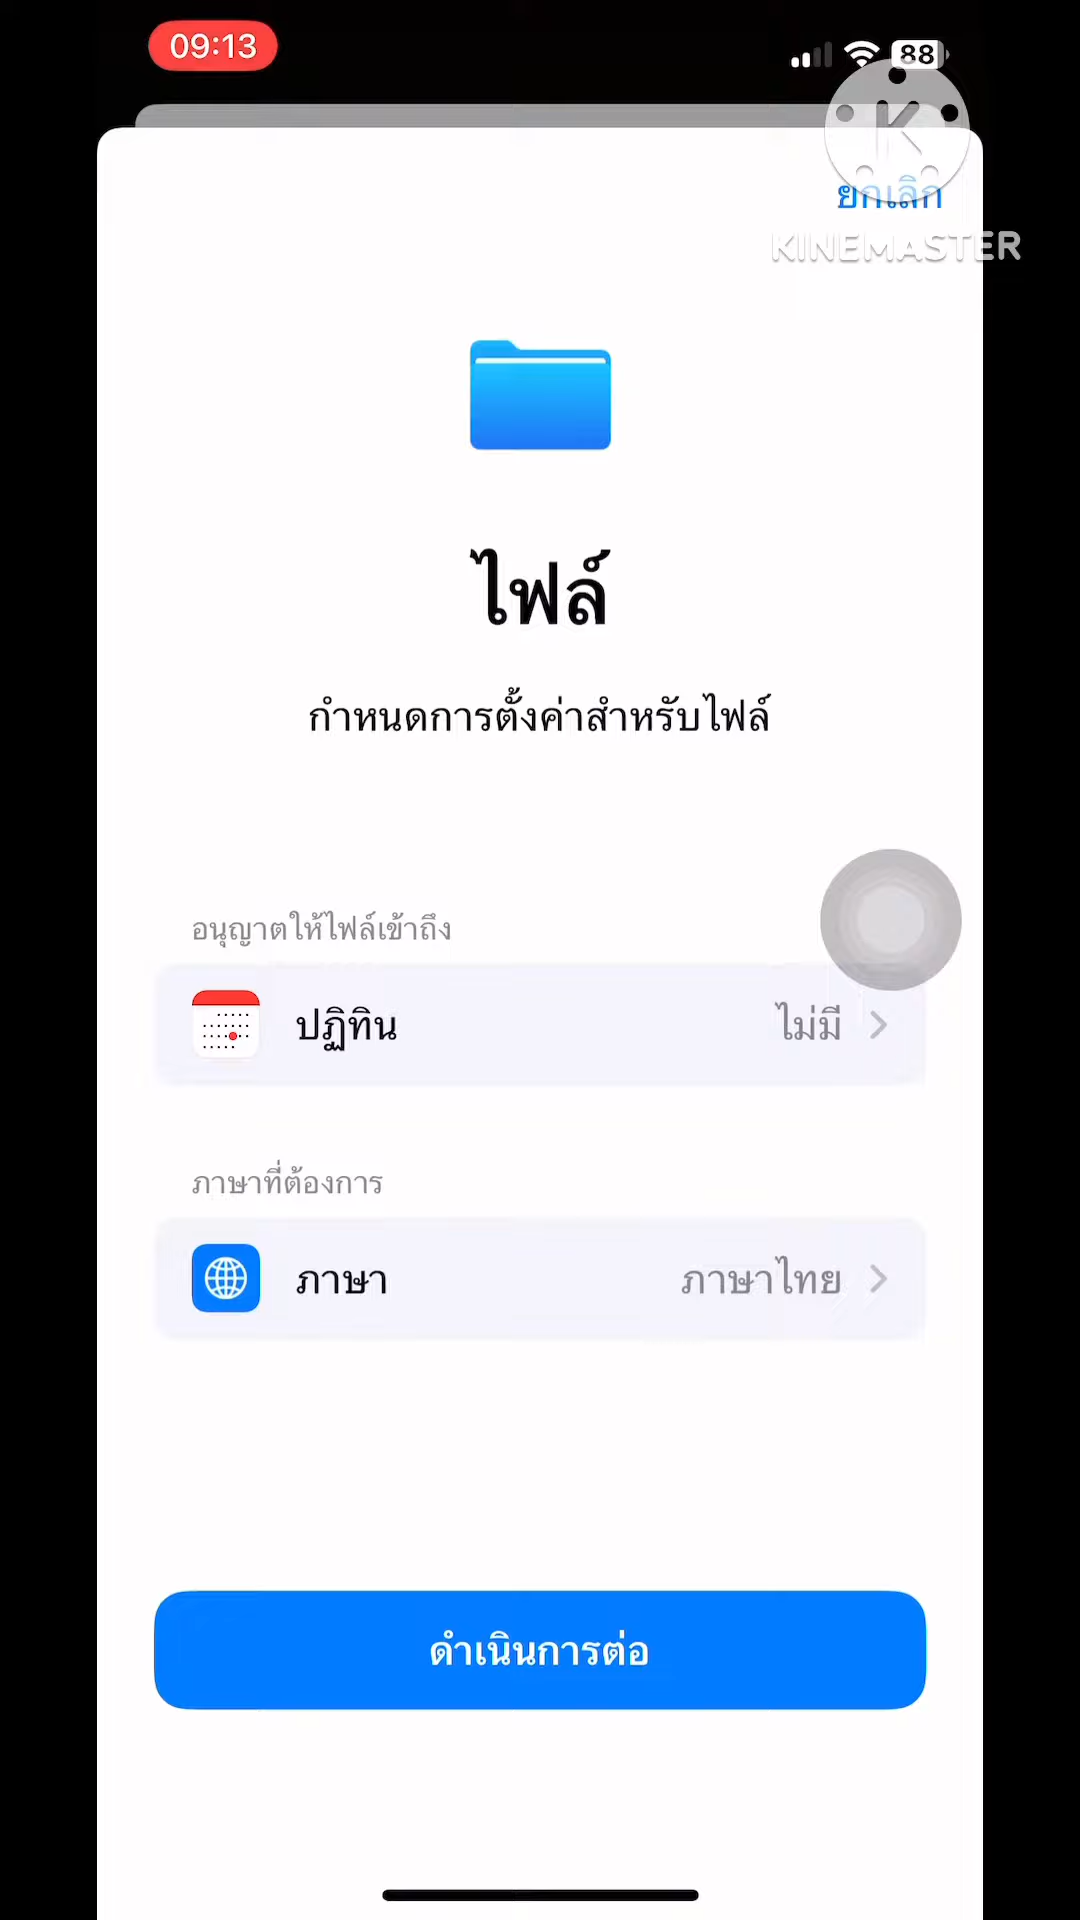 09:13
88
ยกเลิก
KINEMASTER
ไฟล์
กำหนดการตั้งค่าสำหรับไฟล์
อนุญาตให้ไฟล์เข้าถึง
ปฏิทิน
ไม่มี
ภาษาที่ต้องการ
ภาษา
ภาษาไทย
ดำเนินการต่อ